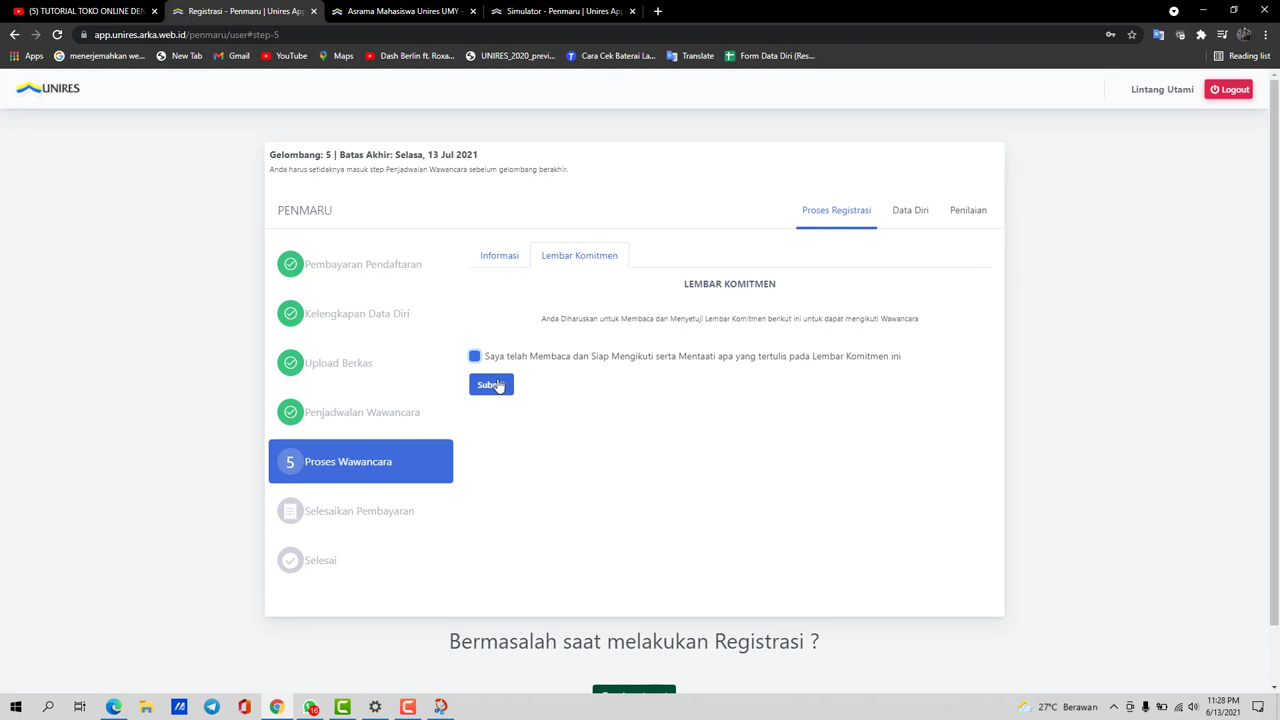 (5) TUTORIAL TOKO ONLINE DEN
Registrasi - Penmaru | Unires
Asrama UMY -
Simulator - Penmaru | Unires
app.unires.arka.web.id/penmaru/user#step-5
Apps
menerjemahkan we...
New Tab
Gmail
YouTube
Maps
Dash Berlin ft. Roxa...
UNIRES_2020_previ...
Cara Cek Baterai La...
Translate
Form Data Diri (Res...
Reading list
UNIRES
Lintang Utami
Logout
Gelombang: 5 | Batas Akhir: Selasa, 13 Jul 2021
Anda harus setidaknya masuk step Penjadwalan Wawancara sebelum gelombang berakhir.
PENMARU
Proses Registrasi
Data Diri
Penilaian
Pembayaran Pendaftaran
Kelengkapan Data Diri
Upload Berkas
Penjadwalan Wawancara
5 Proses Wawancara
Selesaikan Pembayaran
Selesai
Informasi
Lembar Komitmen
LEMBAR KOMITMEN
Anda Diharuskan untuk Membaca dan Menyetuji Lembar Komitmen berikut ini untuk dapat mengikuti Wawancara
Saya telah Membaca dan Siap Mengikuti serta Mentaati apa yang tertulis pada Lembar Komitmen ini
Bermasalah saat melakukan Registrasi ?
16
27°C Berawan
11:28 PM
6/13/2021